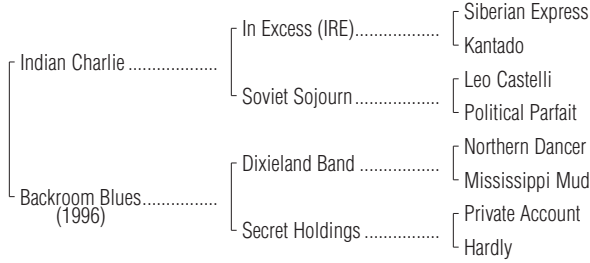 Siberian Express
In Excess (IRE)...................
Kantado
Indian Charlie ...................
Leo Castelli
Soviet Sojourn ...................
Political Parfait
Northern Dancer
Dixieland Band ..................
Mississippi Mud
Backroom Blues................
(1996)
Private Account
Secret Holdings .................
Hardly